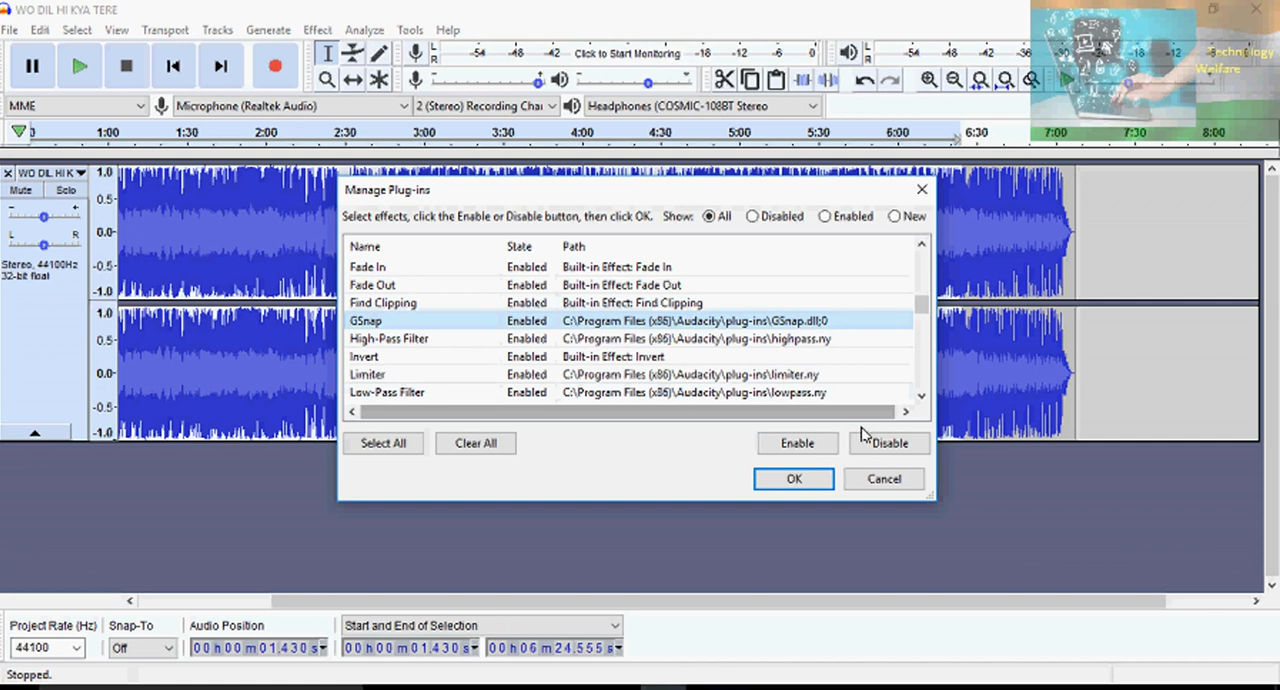 WO DIL HI KYA TERE
File Edit Select View Transport Tracks Generate Effect Analyze Tools Help
L R -54 -48 -42 Click to Start Monitoring -18 -12 -6 0 L R -54 -48 -42 -36 -30 -24 -18 -12 -6
Technology
Welfare
MME Microphone (Realtek Audio) 2 (Stereo) Recording Chai Headphones (COSMIC-108BT Stereo
1:00 1:30 2:00 2:30 3:00 3:30 4:00 4:30 5:00 5:30 6:00 6:30 7:00 7:30 8:00
WO DIL HI K 1.0
Mute Solo 0.5
- +
L R 0.0
Stereo, 44100Hz -0.5
32-bit float
-1.0
1.0
0.5
0.0
-0.5
-1.0
Manage Plug-ins
Select effects, click the Enable or Disable button, then click OK. Show: All Disabled Enabled New
Name State Path
Fade In Enabled Built-in Effect: Fade In
Fade Out Enabled Built-in Effect: Fade Out
Find Clipping Enabled Built-in Effect: Find Clipping
GSnap Enabled C:\Program Files (x86)\Audacity\plug-ins\GSnap.dll;0
High-Pass Filter Enabled C:\Program Files (x86)\Audacity\plug-ins\highpass.ny
Invert Enabled Built-in Effect: Invert
Limiter Enabled C:\Program Files (x86)\Audacity\plug-ins\limiter.ny
Low-Pass Filter Enabled C:\Program Files (x86)\Audacity\plug-ins\lowpass.ny
Select All Clear All Enable Disable
OK Cancel
Project Rate (Hz) Snap-To Audio Position Start and End of Selection
44100 Off 00 h 00 m 01.430 s 00 h 00 m 01.430 s 00 h 06 m 24.555 s
Stopped.